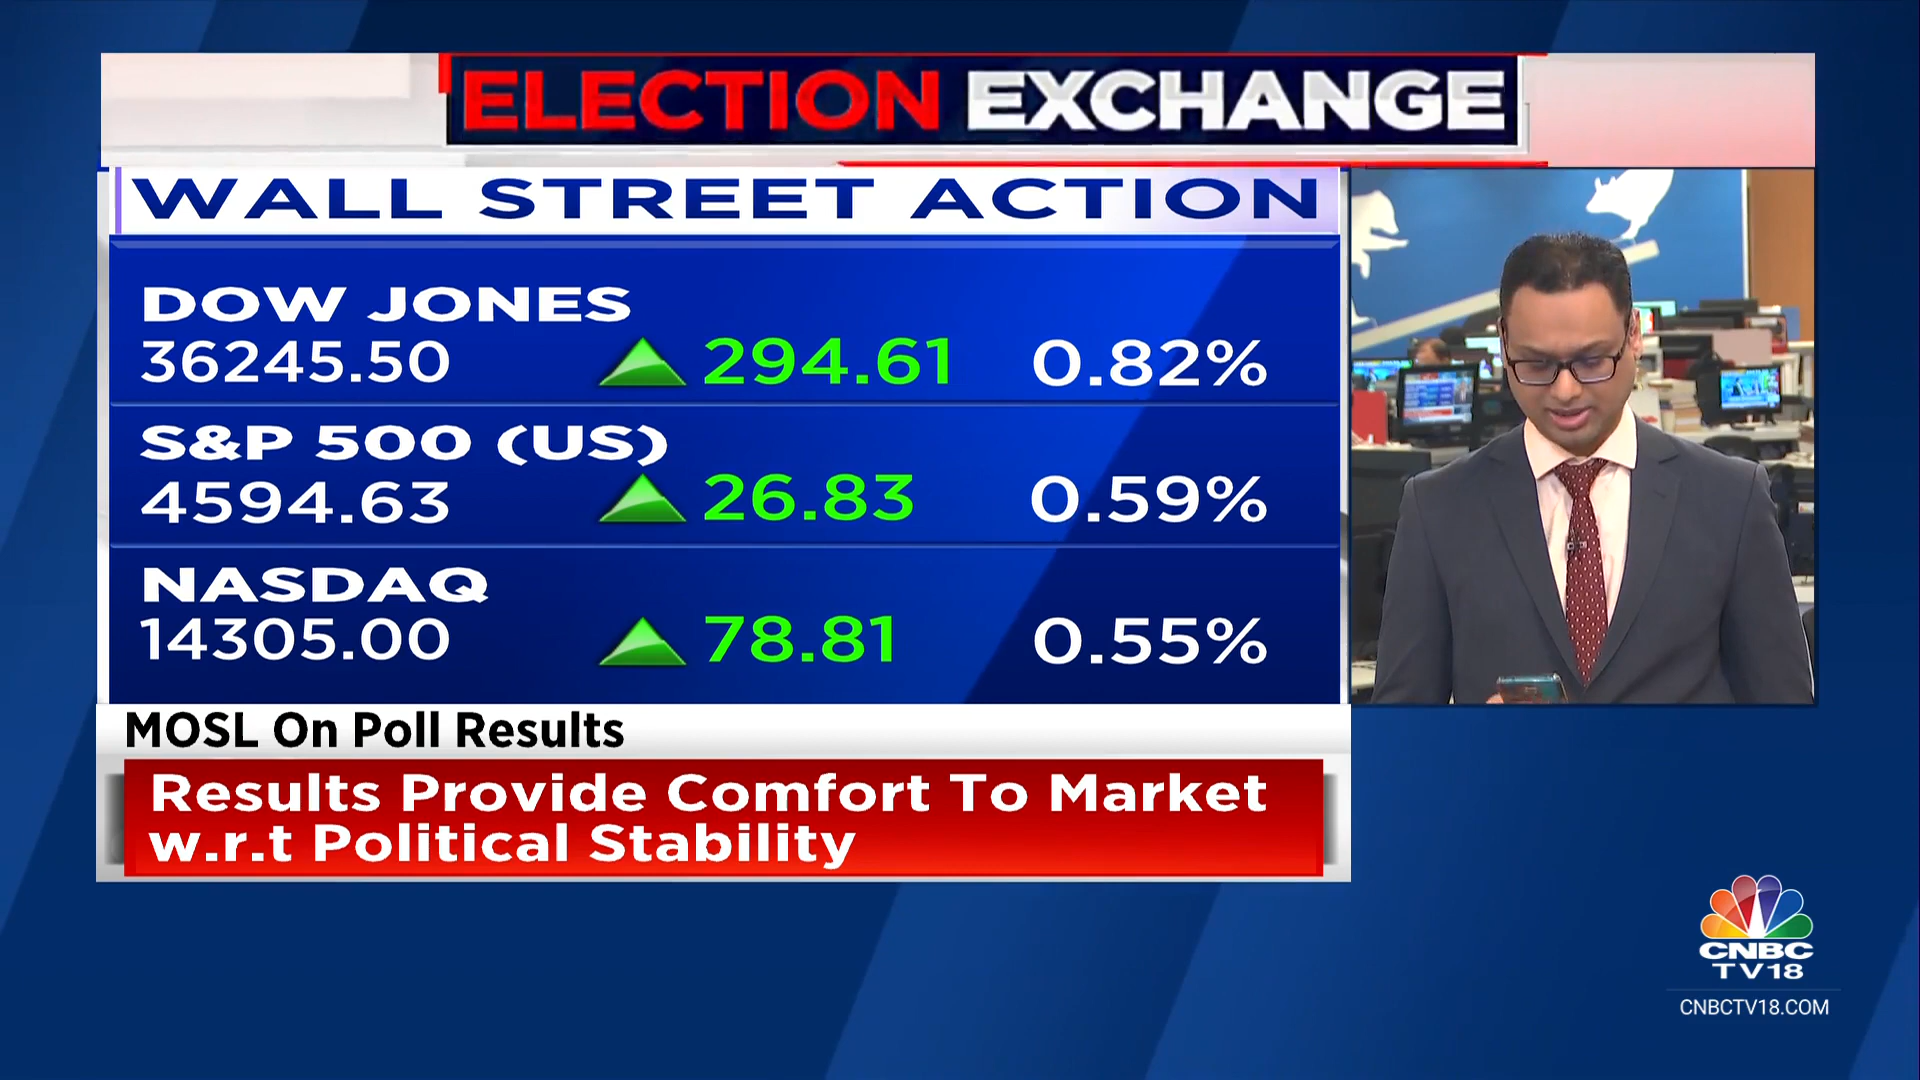 ELECTION EXCHANGE
WALL STREET ACTION
DOW JONES
36245.50 294.61 0.82%
S&P 500 (US)
4594.63 26.83 0.59%
NASDAQ
14305.00 78.81 0.55%
MOSL On Poll Results
Results Provide Comfort To Market
w.r.t Political Stability
CNBC
TV18
CNBCTV18.COM